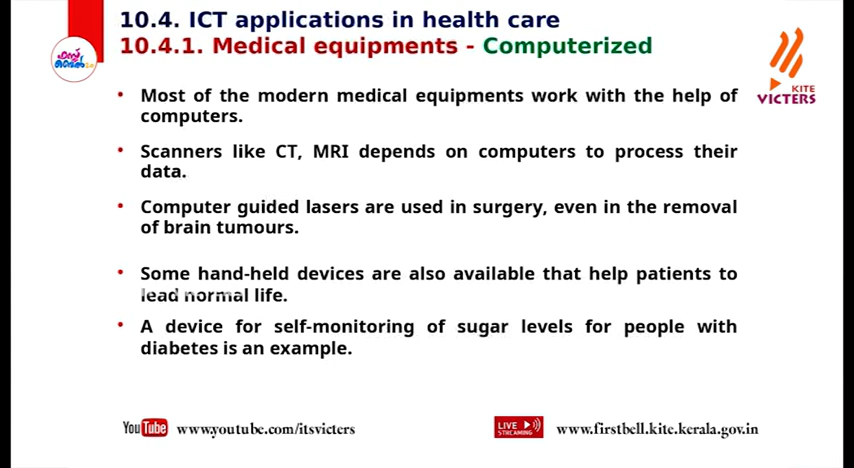 10.4. ICT applications in health care
10.4.1. Medical equipments - Computerized
KITE
VICTERS
• Most of the modern medical equipments work with the help of
computers.
• Scanners like CT, MRI depends on computers to process their
data.
• Computer guided lasers are used in surgery, even in the removal
of brain tumours.
• Some hand-held devices are also available that help patients to
lead normal life.
• A device for self-monitoring of sugar levels for people with
diabetes is an example.
YouTube www.youtube.com/itsvicters
LIVE STREAMING www.firstbell.kite.kerala.gov.in